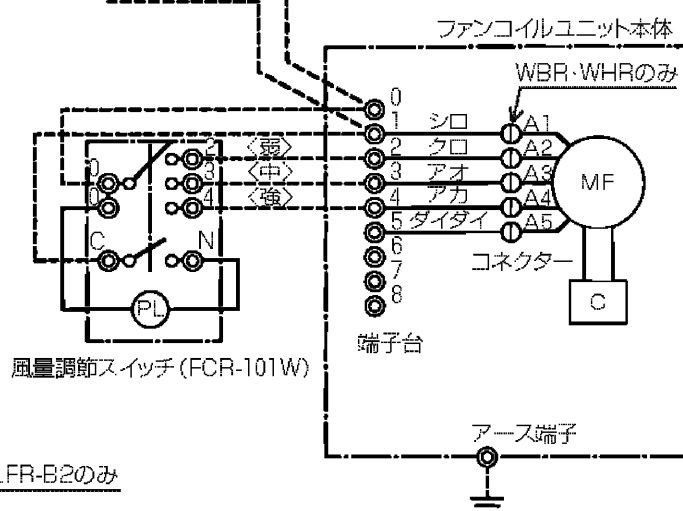 ファンコイルユニット本体
WBR・WHRのみ
0
1 シロ A1
2 〈弱〉 2 クロ A2
0 3 〈中〉 3 アオ A3 MF
0 4 〈強〉 4 アカ A4
5 ダイダイ A5
C N 6 コネクター
7
8
PL C
端子台
風量調節スイッチ(FCR-101W)
アース端子
LFR-B2のみ